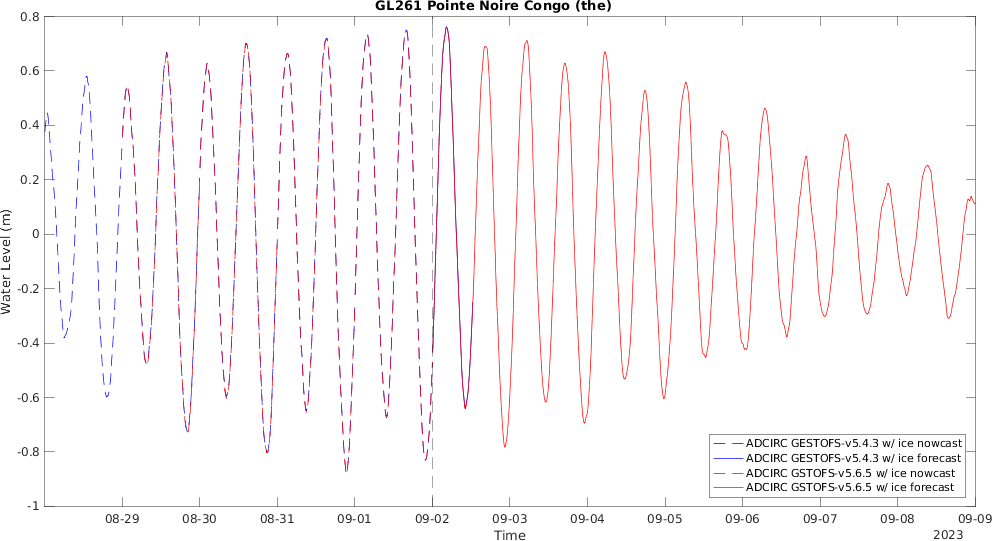 GL261 Pointe Noire Congo (the)
0.8
0.6
0.4
0.2
0
-0.2
-0.4
-0.6
-0.8
-1
Water Level (m)
ADCIRC GESTOFS-v5.4.3 w/ ice nowcast
ADCIRC GESTOFS-v5.4.3 w/ ice forecast
ADCIRC GSTOFS-v5.6.5 w/ ice nowcast
ADCIRC GSTOFS-v5.6.5 w/ ice forecast
08-29 08-30 08-31 09-01 09-02 09-03 09-04 09-05 09-06 09-07 09-08 09-09
Time
2023